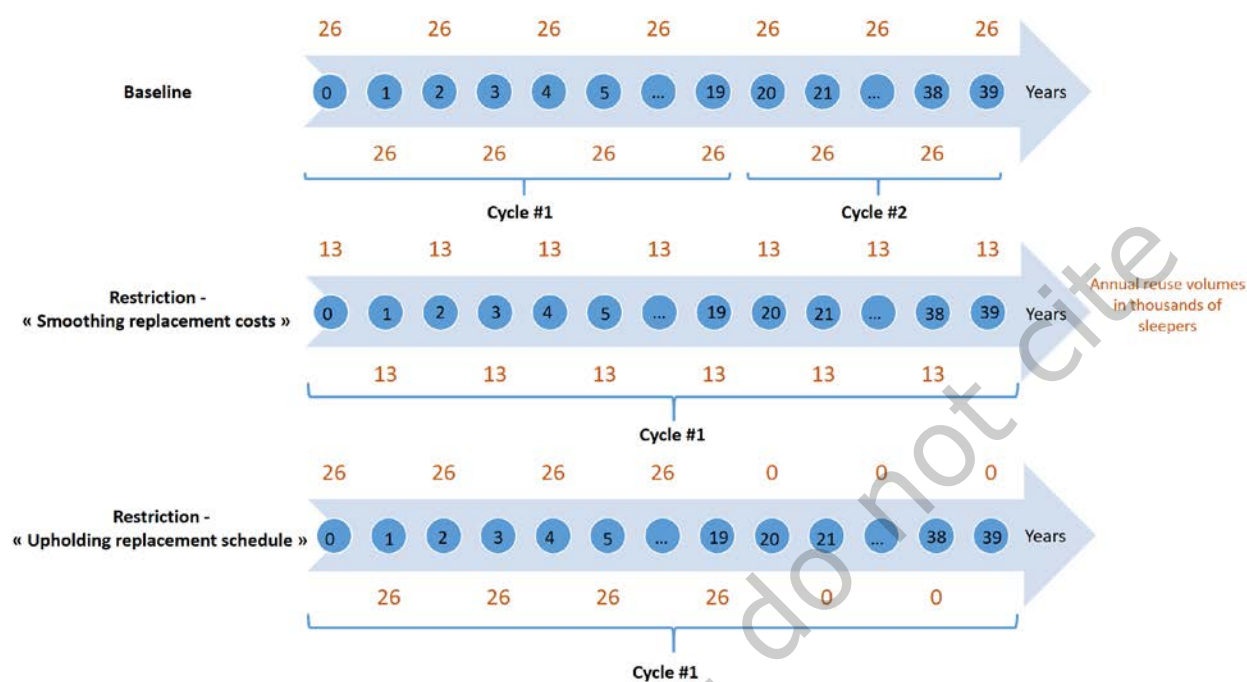 26 26 26 26 26 26 26
Baseline
0 1 2 3 4 5 ... 19 20 21 ... 38 39 Years
26 26 26 26 26 26
Cycle #1 Cycle #2
13 13 13 13 13 13 13
Restriction -
« Smoothing replacement costs »
0 1 2 3 4 5 ... 19 20 21 ... 38 39 Years
Annual reuse volumes
in thousands of
sleepers
13 13 13 13 13 13
Cycle #1
26 26 26 26 0 0 0
Restriction -
« Upholding replacement schedule »
0 1 2 3 4 5 ... 19 20 21 ... 38 39 Years
26 26 26 26 0 0
Cycle #1
do not cite